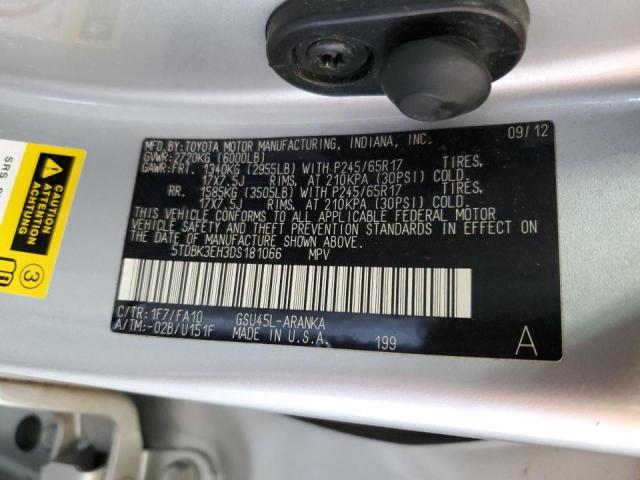 MFD. BY: TOYOTA MOTOR MANUFACTURING, INDIANA, INC. 09/12
GVWR: 2720KG (6000LB)
GAWR: FRT. 1340KG (2955LB) WITH P245/65R17 TIRES,
17X7.5J RIMS, AT 210KPA (30PSI) COLD.
RR. 1585KG (3505LB) WITH P245/65R17 TIRES,
17X7.5J RIMS, AT 210KPA (30PSI) COLD.
THIS VEHICLE CONFORMS TO ALL APPLICABLE FEDERAL MOTOR
VEHICLE SAFETY, BUMPER, AND THEFT PREVENTION STANDARDS IN EFFECT ON
THE DATE OF MANUFACTURE SHOWN ABOVE.
5TDBK3EH3DS181066 MPV
C/TR: 1F7/FA10 GSU45L-ARANKA
A/TM: -02B/U151F MADE IN U.S.A. 199 A
SRS
CAUTION
ATTENTION
ACHTUNG
3